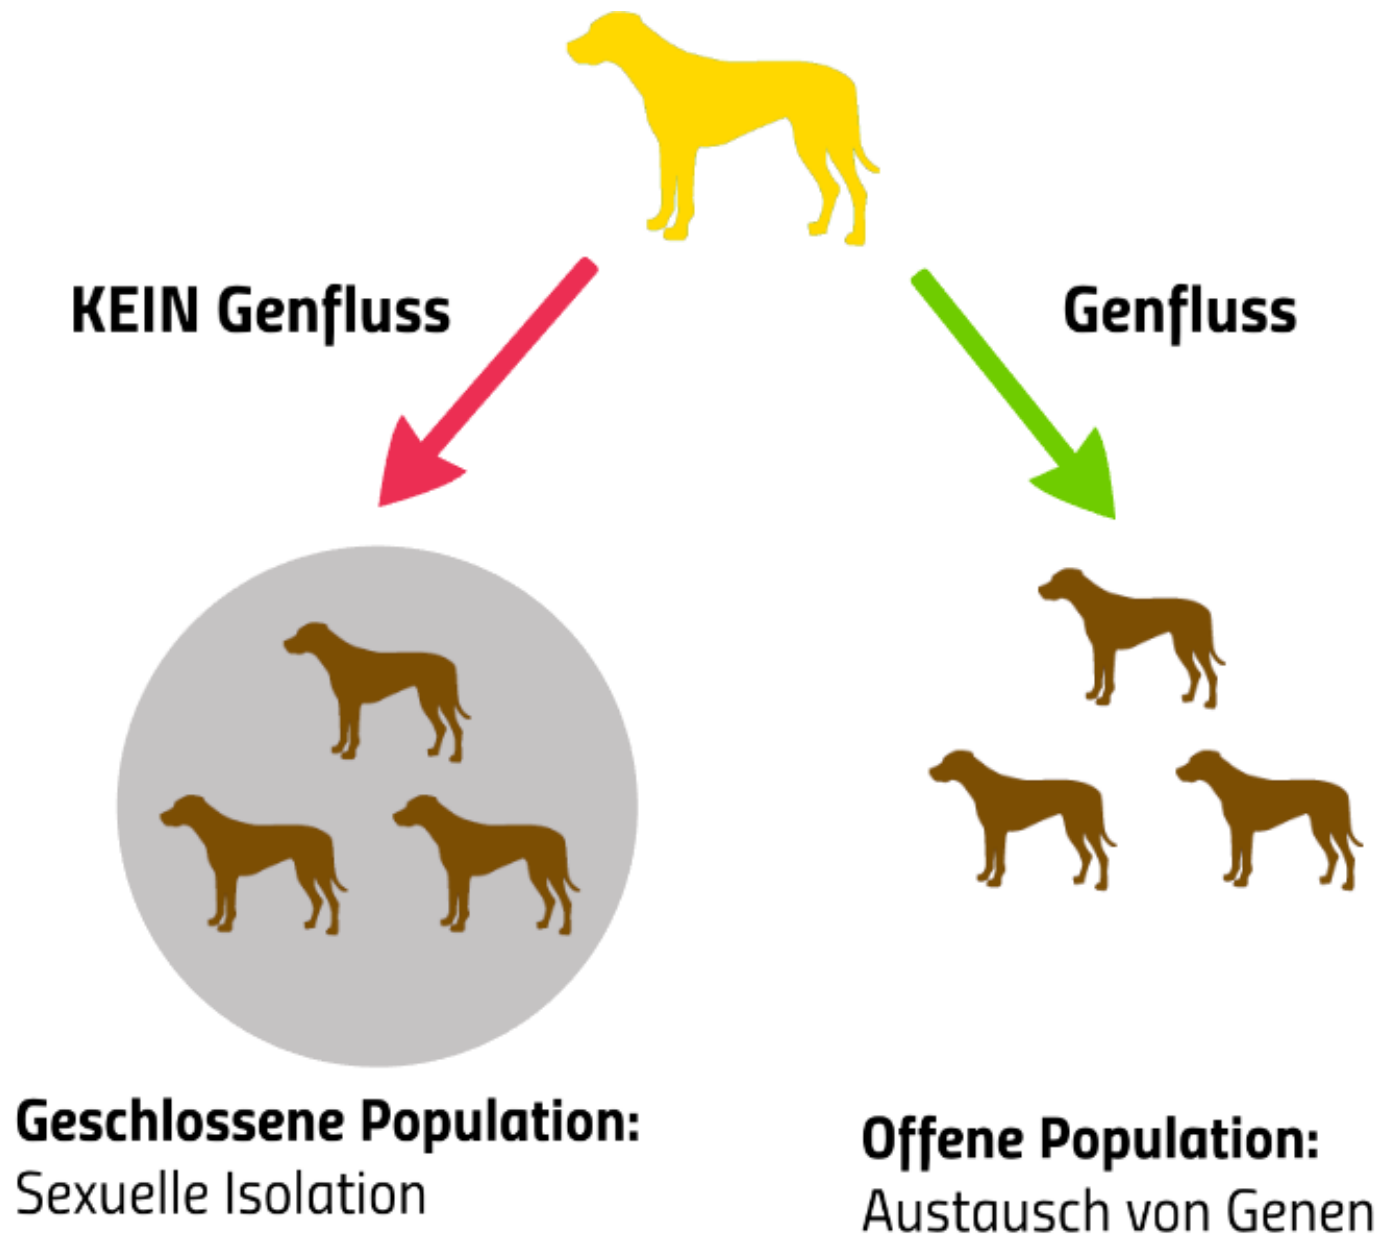 KEIN Genfluss
Genfluss
Geschlossene Population:
Sexuelle Isolation
Offene Population:
Austausch von Genen